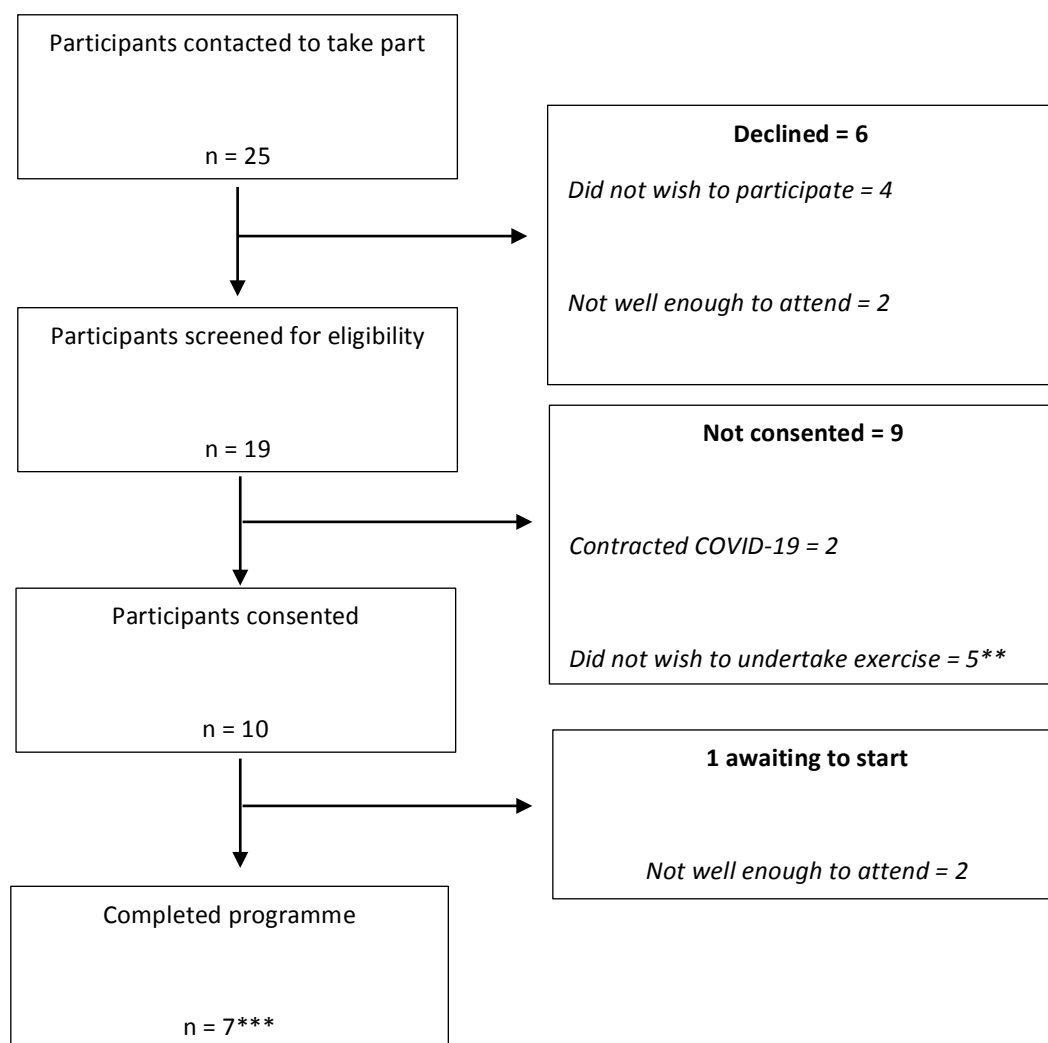 Participants contacted to take part
n = 25
Declined = 6
Did not wish to participate = 4
Not well enough to attend = 2
Participants screened for eligibility
n = 19
Not consented = 9
Contracted COVID-19 = 2
Did not wish to undertake exercise = 5**
Participants consented
n = 10
1 awaiting to start
Not well enough to attend = 2
Completed programme
n = 7***